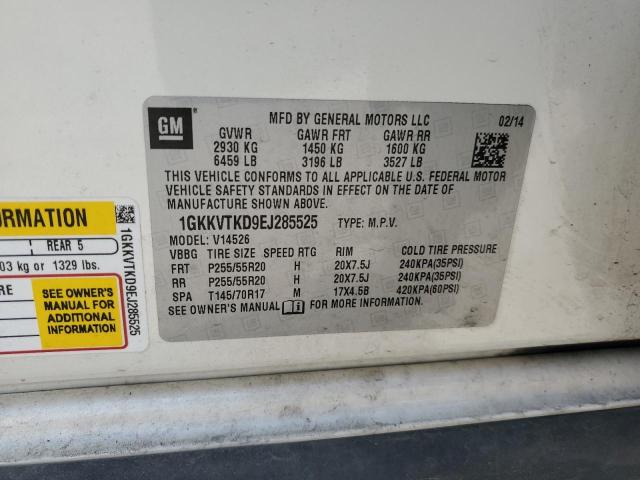 GM
MFD BY GENERAL MOTORS LLC 02/14
GVWR GAWR FRT GAWR RR
2930 KG 1450 KG 1600 KG
6459 LB 3196 LB 3527 LB
THIS VEHICLE CONFORMS TO ALL APPLICABLE U.S. FEDERAL MOTOR
VEHICLE SAFETY STANDARDS IN EFFECT ON THE DATE OF
MANUFACTURE SHOWN ABOVE.
1GKKVTKD9EJ285525 TYPE: M.P.V.
MODEL: V14526
VBBG TIRE SIZE SPEED RTG RIM COLD TIRE PRESSURE
FRT P255/55R20 H 20X7.5J 240KPA(35PSI)
RR P255/55R20 H 20X7.5J 240KPA(35PSI)
SPA T145/70R17 M 17X4.5B 420KPA(60PSI)
SEE OWNER'S MANUAL FOR MORE INFORMATION.
ORMATION
REAR 5
03 kg or 1329 lbs.
RE
SEE OWNER'S
MANUAL FOR
ADDITIONAL
INFORMATION
1GKKVTKD9EJ285525